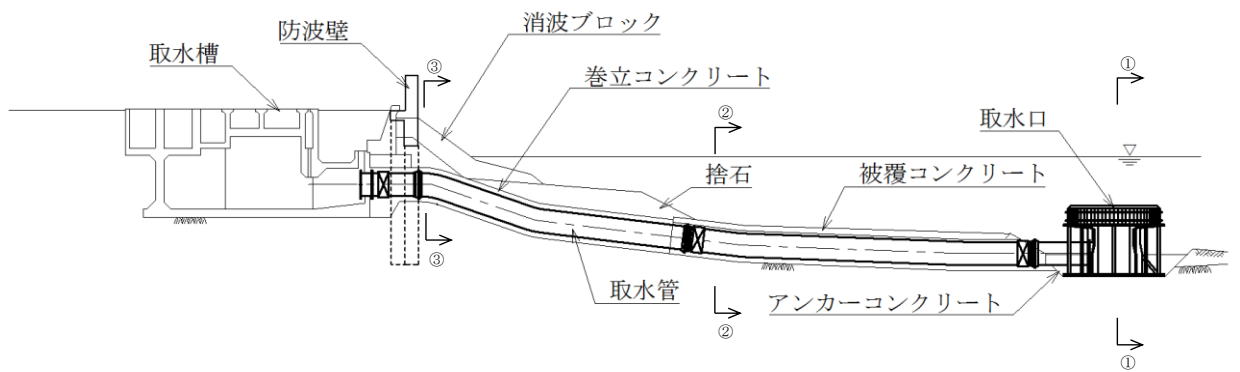 消波ブロック
防波壁
取水槽
③
巻立コンクリート
①
②
取水口
捨石
被覆コンクリート
③
取水管
アンカーコンクリート
②
①